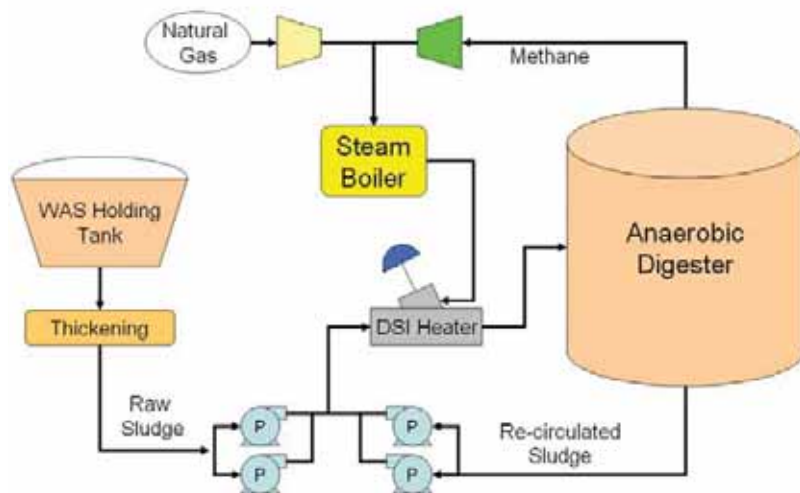 Natural
Gas
Methane
Steam
Boiler
WAS Holding
Tank
Anaerobic
Digester
Thickening
DSI Heater
Raw
Sludge
P
P
P
P
Re-circulated
Sludge